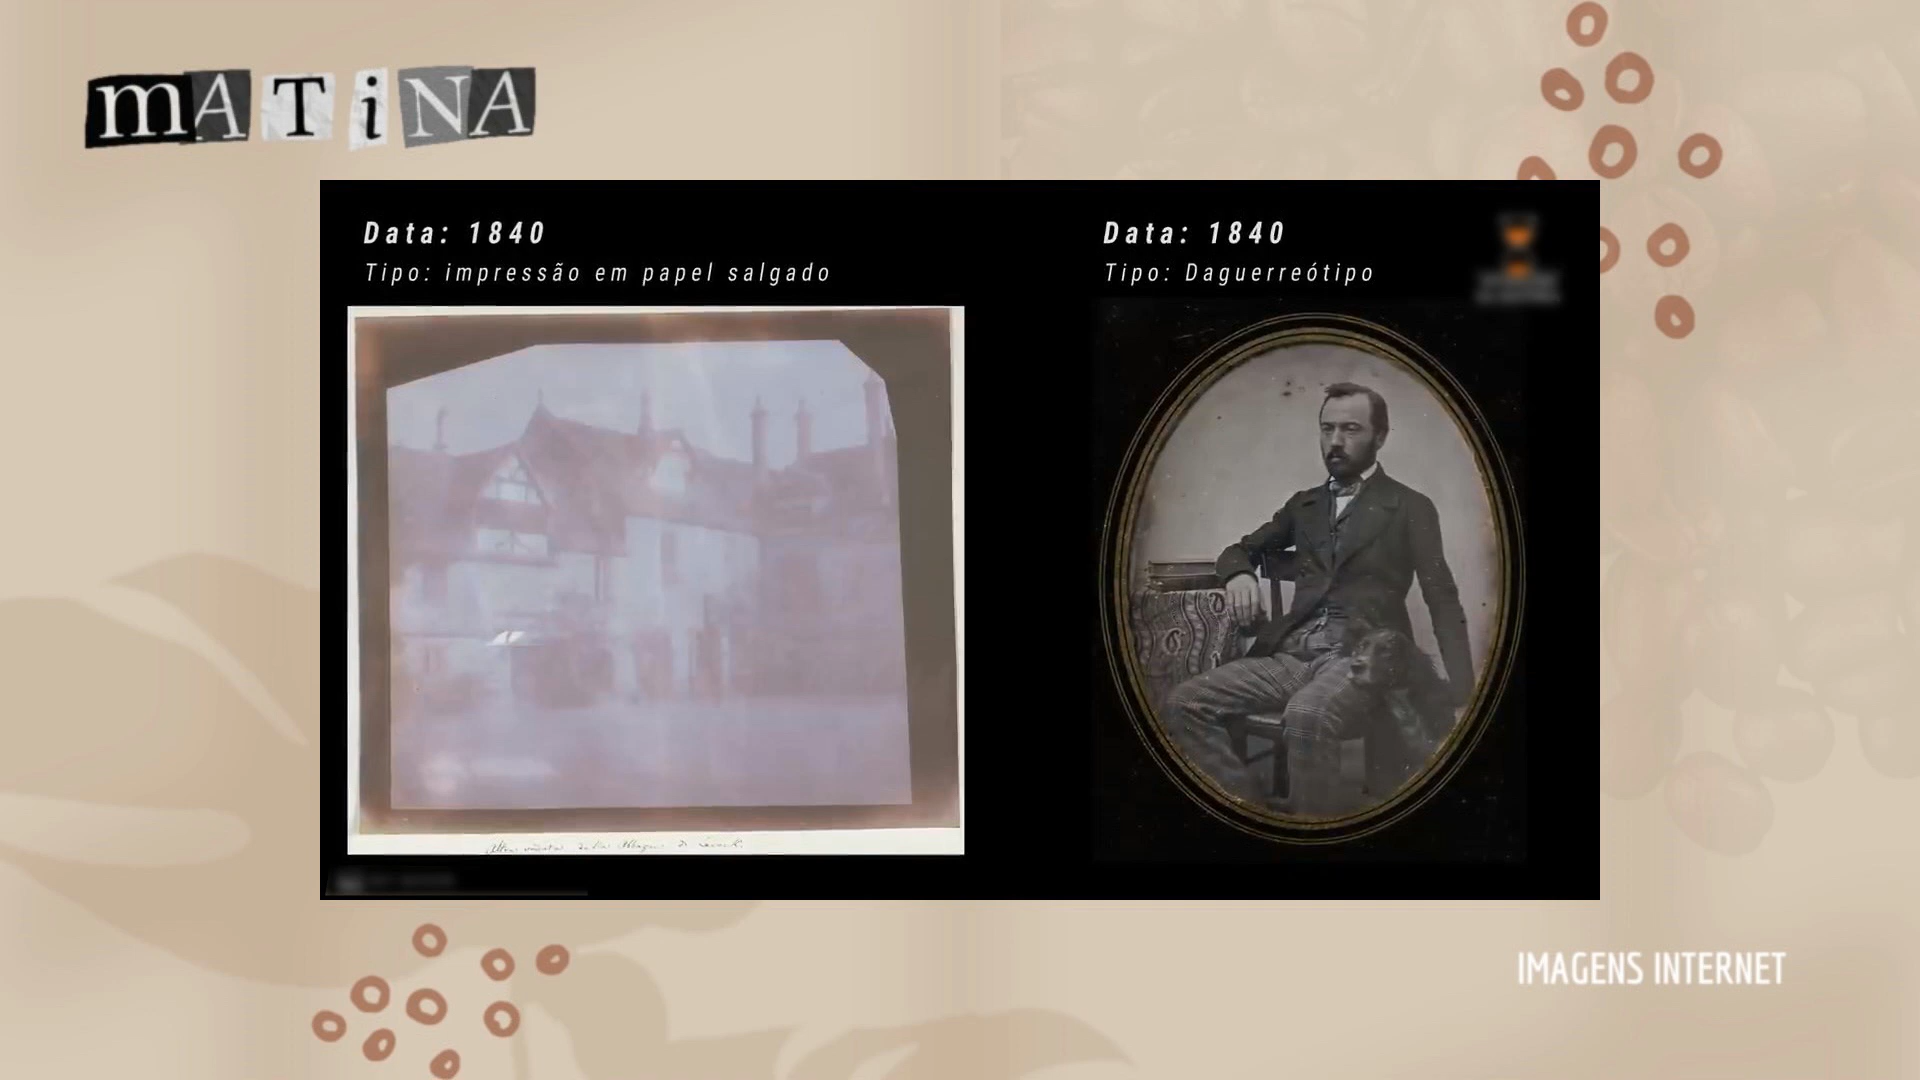 mATiNA
Data: 1840
Tipo: impressão em papel salgado
Data: 1840
Tipo: Daguerreótipo
IMAGENS INTERNET